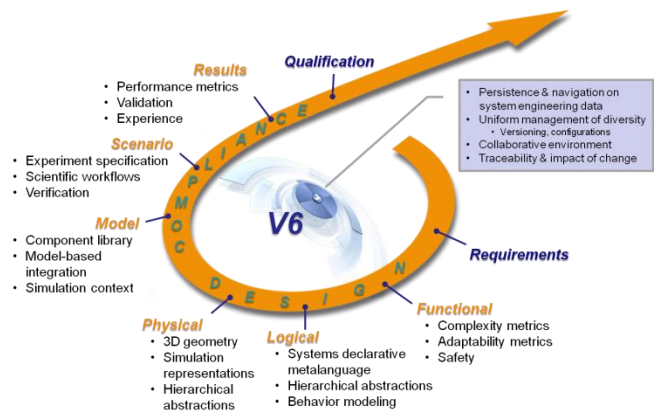 Qualification
Results
• Performance metrics
• Validation
• Experience
• Persistence & navigation on
system engineering data
• Uniform management of diversity
• Versioning, configurations
• Collaborative environment
• Traceability & impact of change
Scenario
• Experiment specification
• Scientific workflows
• Verification
COMPLIANCE
V6
Model
• Component library
• Model-based
integration
• Simulation context
Requirements
DESIGN
Functional
• Complexity metrics
• Adaptability metrics
• Safety
Physical
• 3D geometry
• Simulation
representations
• Hierarchical
abstractions
Logical
• Systems declarative
metalanguage
• Hierarchical abstractions
• Behavior modeling